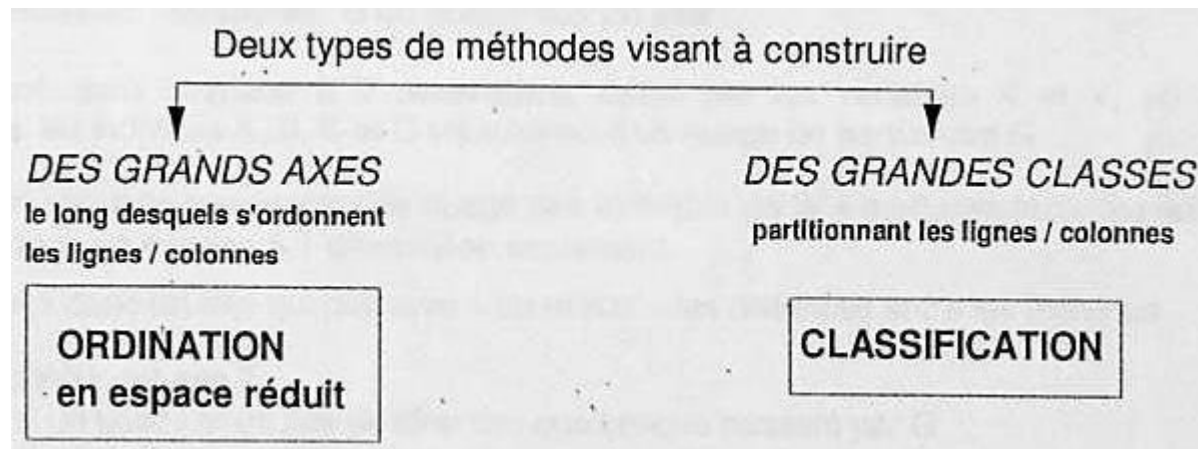 Deux types de méthodes visant à construire
DES GRANDS AXES
le long desquels s'ordonnent
les lignes / colonnes
ORDINATION
en espace réduit
DES GRANDES CLASSES
partitionnant les lignes / colonnes
CLASSIFICATION